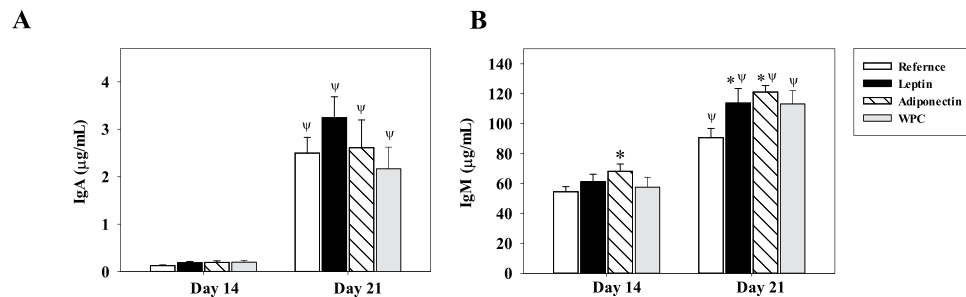 A
IgA (µg/mL)
4
3
2
1
0
ψ
ψ
ψ
ψ
Day 14
Day 21
B
IgM (µg/mL)
140
120
100
80
60
40
20
0
*
ψ
*ψ
*ψ
ψ
Day 14
Day 21
Refernce
Leptin
Adiponectin
WPC